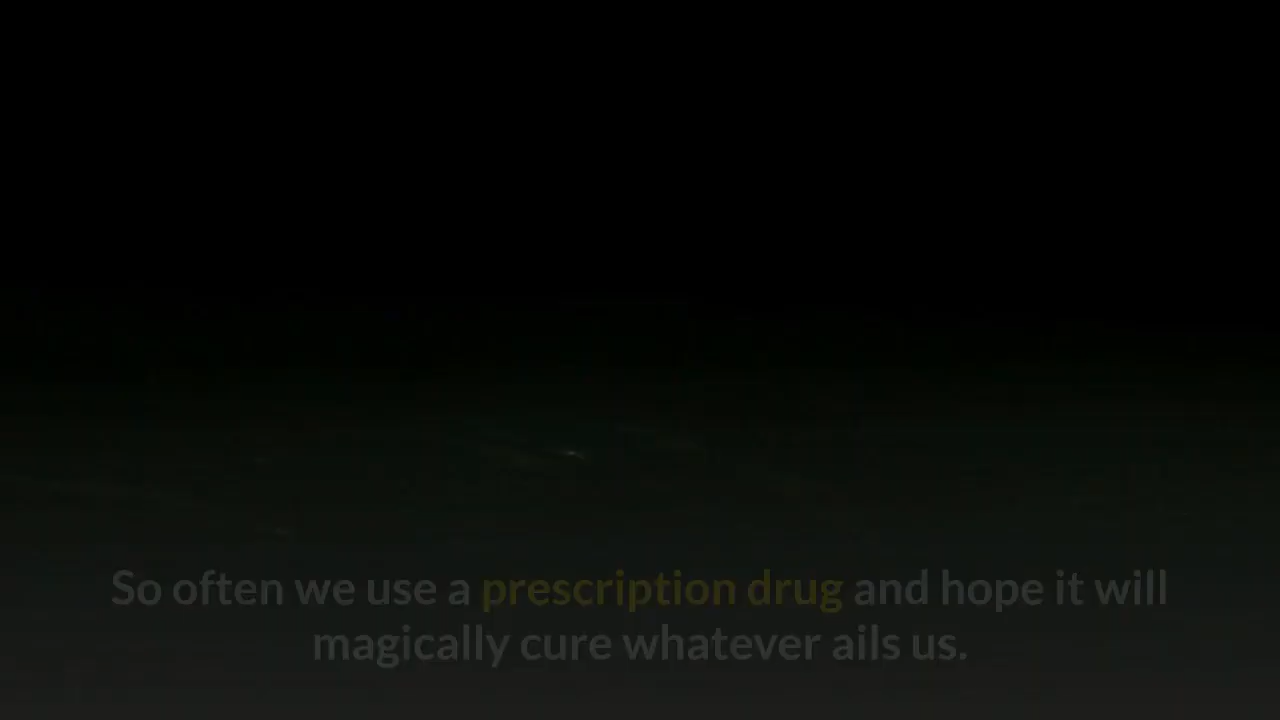 So often we use a prescription drug and hope it will
magically cure whatever ails us.